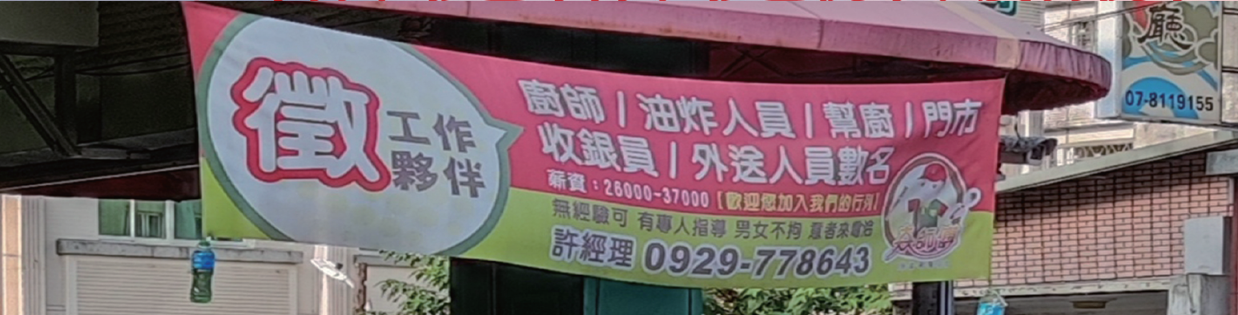 徵
工作
夥伴
廚師/油炸人員/幫廚/門市
收銀員/外送人員數名
薪資：26000~37000【歡迎您加入我們的行列】
無經驗可 有專人指導 男女不拘 意者來電洽
許經理 0929-778643
廳
07-8119155